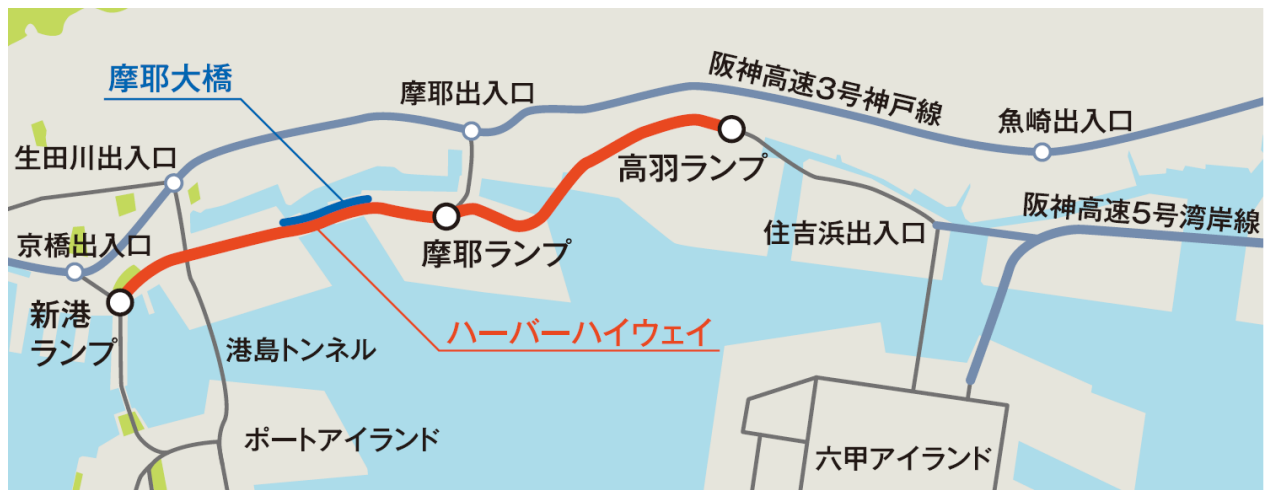 阪神高速3号神戸線
摩耶大橋
摩耶出入口
魚崎出入口
生田川出入口
高羽ランプ
阪神高速5号湾岸線
京橋出入口
摩耶ランプ
住吉浜出入口
新港
ランプ
ハーバーハイウェイ
港島トンネル
ポートアイランド
六甲アイランド